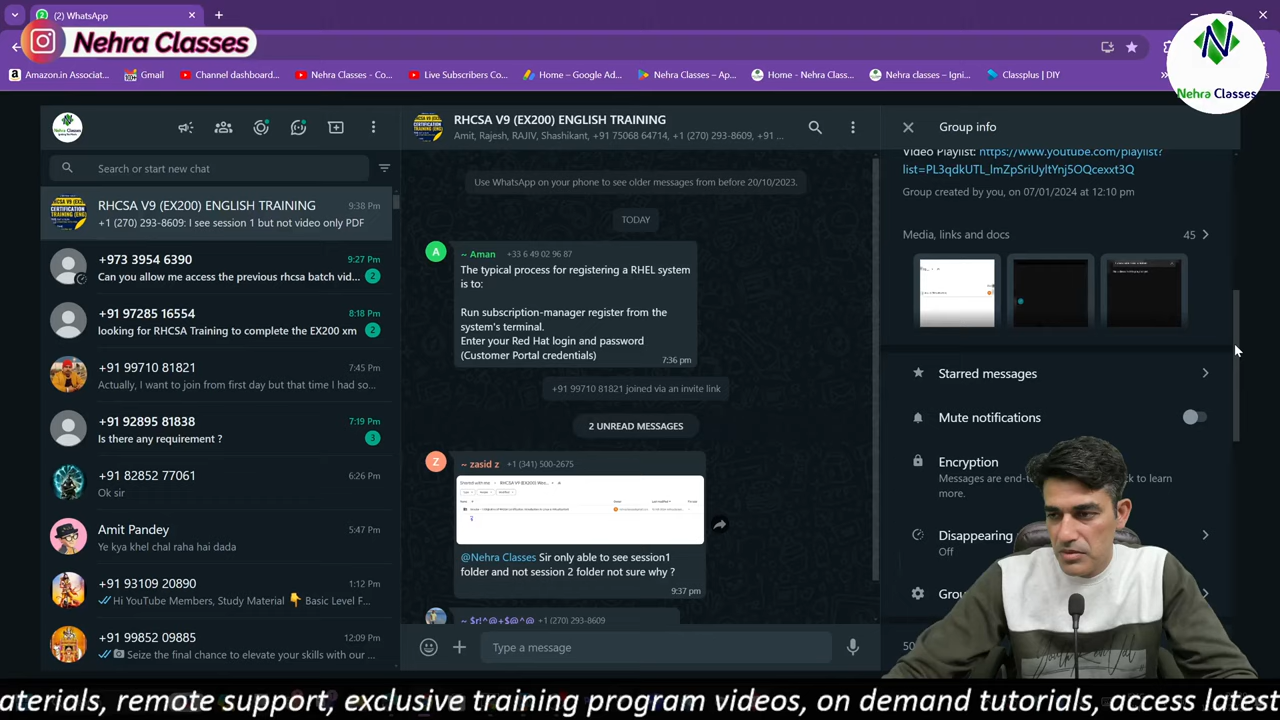 (2) WhatsApp
Nehra Classes
Nehra Classes
Amazon.in Associat...
Gmail
Channel dashboard...
Nehra Classes - Co...
Live Subscribers Co...
Home – Google Ad...
Nehra Classes – Ap...
Home - Nehra Clas...
Nehra classes – Igni...
Classplus | DIY
Search or start new chat
RHCSA V9 (EX200) ENGLISH TRAINING
9:38 Pm
+1 (270) 293-8609: I see session 1 but not video only PDF
+973 3954 6390
9:27 Pm
Can you allow me access the previous rhcsa batch vid...
2
+91 97285 16554
8:18 Pm
looking for RHCSA Training to complete the EX200 xm
2
+91 99710 81821
7:45 Pm
Actually, I want to join from first day but that time I had so...
+91 92895 81838
7:19 Pm
Is there any requirement ?
3
+91 82852 77061
6:26 Pm
Ok sir
Amit Pandey
5:47 Pm
Ye kya khel chal raha hai dada
+91 93109 20890
1:12 Pm
Hi YouTube Members, Study Material 👇 Basic Level F...
+91 99852 09885
12:09 Pm
Seize the final chance to elevate your skills with our ...
RHCSA V9 (EX200) ENGLISH TRAINING
Amit, Rajesh, RAJIV, Shashikant, +91 75068 64714, +1 (270) 293-8609, +91 ...
Use WhatsApp on your phone to see older messages from before 20/10/2023.
TODAY
A
~ Aman +33 6 49 02 96 87
The typical process for registering a RHEL system
is to:
Run subscription-manager register from the
system's terminal.
Enter your Red Hat login and password
(Customer Portal credentials)
7:36 pm
+91 99710 81821 joined via an invite link
2 UNREAD MESSAGES
Z
~ zasid z +1 (341) 500-2675
@Nehra Classes Sir only able to see session1
folder and not session 2 folder not sure why ?
9:37 pm
~ $r!^@+$@^@ +1 (270) 293-8609
Type a message
Group info
Video Playlist: https://www.youtube.com/playlist?
list=PL3qdkUTL_lmZpSriUyltYnj5OQcexxt3Q
Group created by you, on 07/01/2024 at 12:10 pm
Media, links and docs
45
Starred messages
Mute notifications
Encryption
Messages are end-t
ck to learn
more.
Disappearing
Off
Grou
50
aterials, remote support, exclusive training program videos, on demand tutorials, access latest